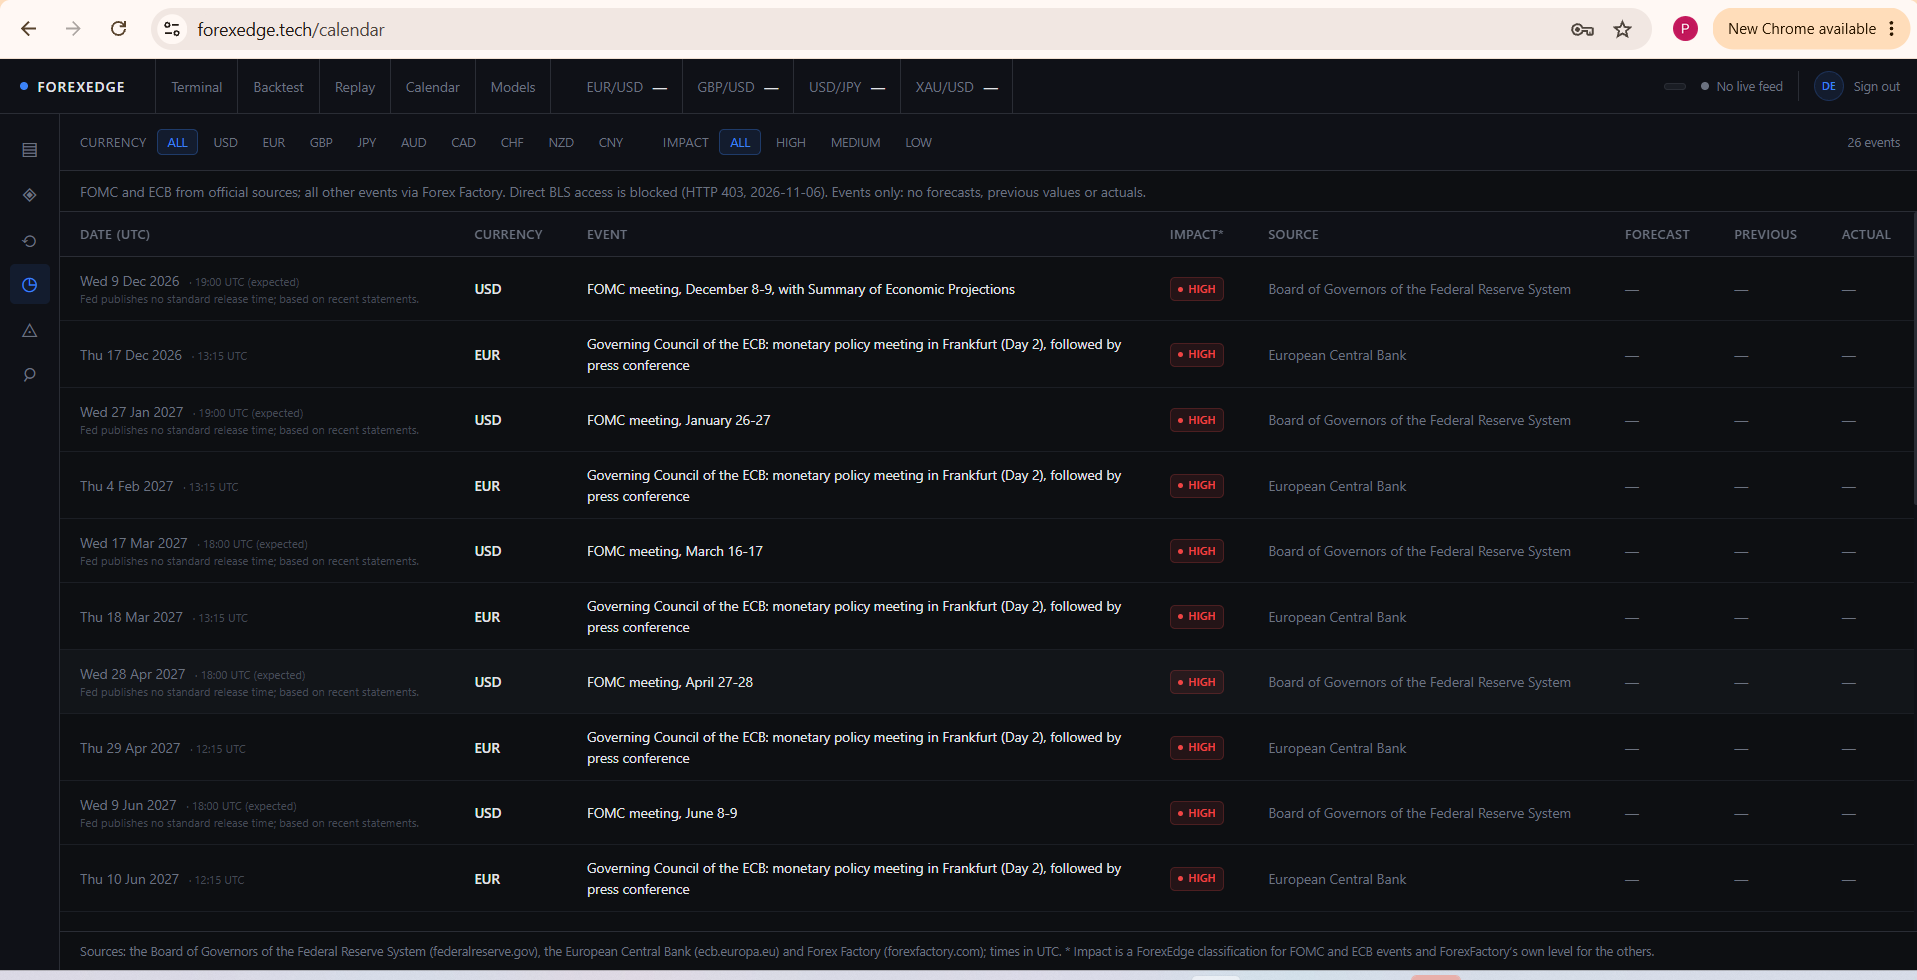 forexedge.tech/calendar
P
New Chrome available
FOREXEDGE
Terminal
Backtest
Replay
Calendar
Models
EUR/USD —
GBP/USD —
USD/JPY —
XAU/USD —
No live feed
DE
Sign out
CURRENCY ALL USD EUR GBP JPY AUD CAD CHF NZD CNY IMPACT ALL HIGH MEDIUM LOW
26 events
FOMC and ECB from official sources; all other events via Forex Factory. Direct BLS access is blocked (HTTP 403, 2026-11-06). Events only: no forecasts, previous values or actuals.
DATE (UTC) CURRENCY EVENT IMPACT* SOURCE FORECAST PREVIOUS ACTUAL
Wed 9 Dec 2026 · 19:00 UTC (expected)
Fed publishes no standard release time; based on recent statements.
USD
FOMC meeting, December 8-9, with Summary of Economic Projections
• HIGH
Board of Governors of the Federal Reserve System
— — —
Thu 17 Dec 2026 · 13:15 UTC
EUR
Governing Council of the ECB: monetary policy meeting in Frankfurt (Day 2), followed by
press conference
• HIGH
European Central Bank
— — —
Wed 27 Jan 2027 · 19:00 UTC (expected)
Fed publishes no standard release time; based on recent statements.
USD
FOMC meeting, January 26-27
• HIGH
Board of Governors of the Federal Reserve System
— — —
Thu 4 Feb 2027 · 13:15 UTC
EUR
Governing Council of the ECB: monetary policy meeting in Frankfurt (Day 2), followed by
press conference
• HIGH
European Central Bank
— — —
Wed 17 Mar 2027 · 18:00 UTC (expected)
Fed publishes no standard release time; based on recent statements.
USD
FOMC meeting, March 16-17
• HIGH
Board of Governors of the Federal Reserve System
— — —
Thu 18 Mar 2027 · 13:15 UTC
EUR
Governing Council of the ECB: monetary policy meeting in Frankfurt (Day 2), followed by
press conference
• HIGH
European Central Bank
— — —
Wed 28 Apr 2027 · 18:00 UTC (expected)
Fed publishes no standard release time; based on recent statements.
USD
FOMC meeting, April 27-28
• HIGH
Board of Governors of the Federal Reserve System
— — —
Thu 29 Apr 2027 · 12:15 UTC
EUR
Governing Council of the ECB: monetary policy meeting in Frankfurt (Day 2), followed by
press conference
• HIGH
European Central Bank
— — —
Wed 9 Jun 2027 · 18:00 UTC (expected)
Fed publishes no standard release time; based on recent statements.
USD
FOMC meeting, June 8-9
• HIGH
Board of Governors of the Federal Reserve System
— — —
Thu 10 Jun 2027 · 12:15 UTC
EUR
Governing Council of the ECB: monetary policy meeting in Frankfurt (Day 2), followed by
press conference
• HIGH
European Central Bank
— — —
Sources: the Board of Governors of the Federal Reserve System (federalreserve.gov), the European Central Bank (ecb.europa.eu) and Forex Factory (forexfactory.com); times in UTC. * Impact is a ForexEdge classification for FOMC and ECB events and ForexFactory's own level for the others.